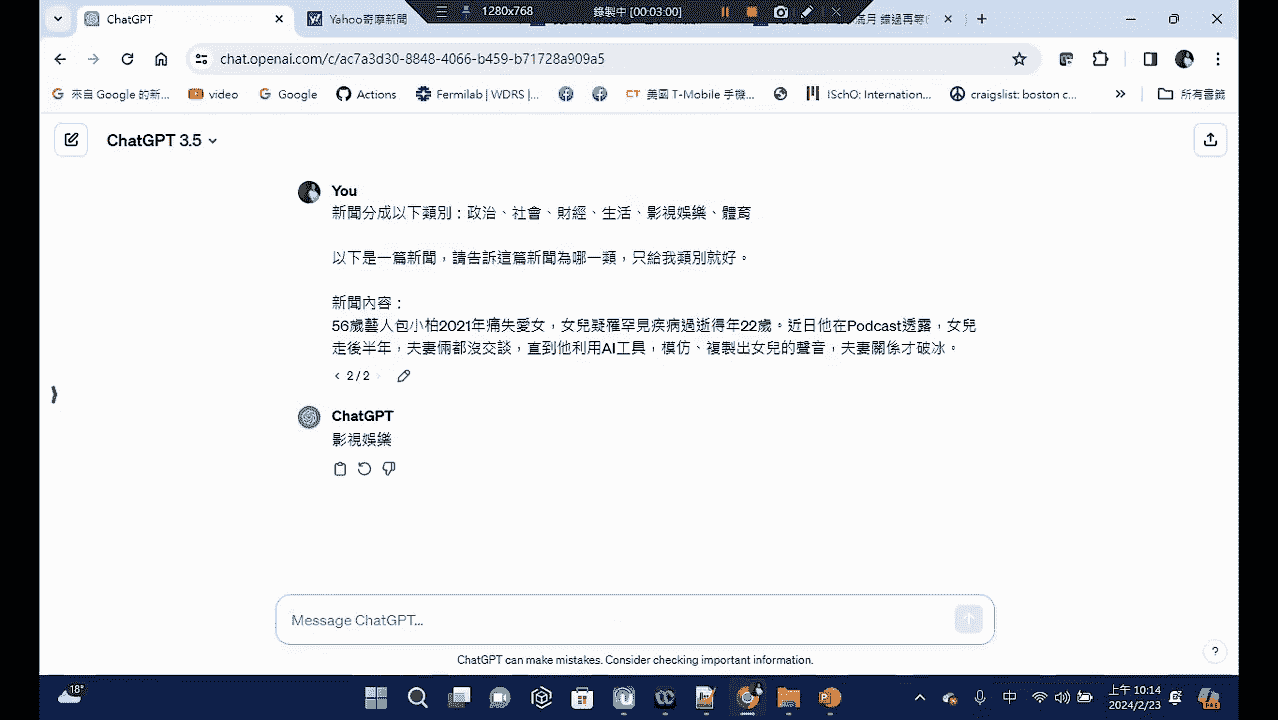 1280x768
錄製中 [00:03:00]
ChatGPT
Yahoo奇摩新聞
chat.openai.com/c/ac7a3d30-8848-4066-b459-b71728a909a5
來自 Google 的新...
video
Google
Actions
Fermilab | WDRS |...
CT
美國 T-Mobile 手機...
ISchO: Internation...
craigslist: boston c...
所有書籤
ChatGPT 3.5
You
新聞分成以下類別：政治、社會、財經、生活、影視娛樂、體育
以下是一篇新聞，請告訴這篇新聞為哪一類，只給我類別就好。
新聞內容：
56歲藝人包小柏2021年痛失愛女，女兒疑罹罕見疾病過逝得年22歲。近日他在Podcast透露，女兒
走後半年，夫妻倆都沒交談，直到他利用AI工具，模仿、複製出女兒的聲音，夫妻關係才破冰。
2 / 2
ChatGPT
影視娛樂
Message ChatGPT...
ChatGPT can make mistakes. Consider checking important information.
?
18°
中
上午 10:14
2024/2/23